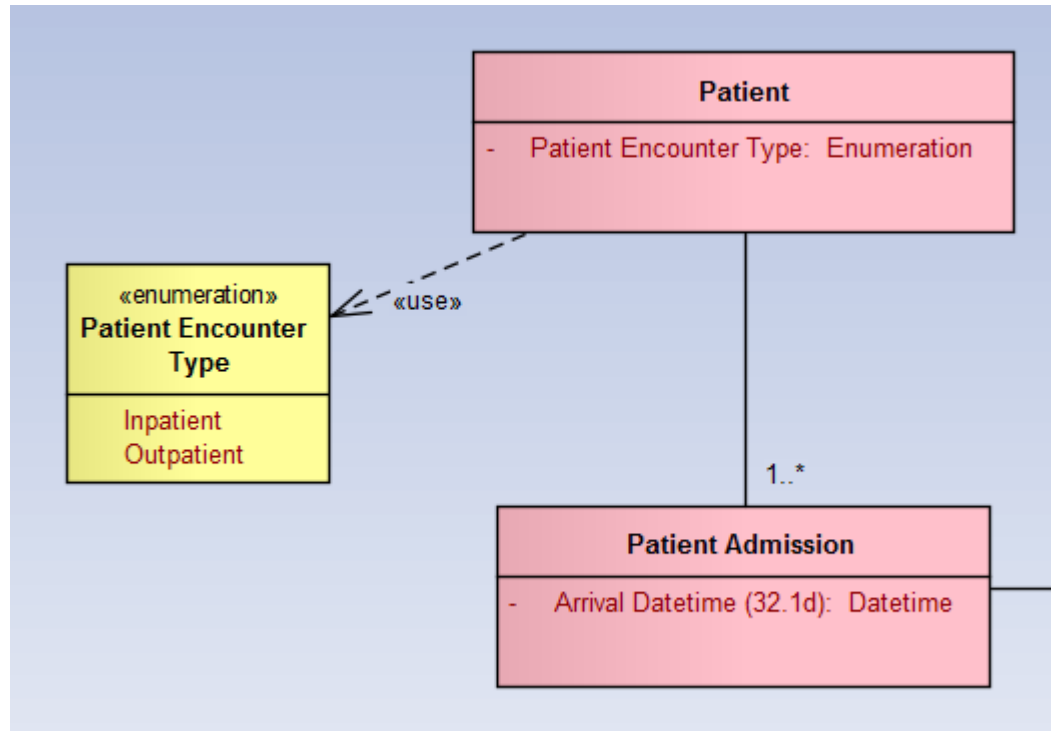 Patient
- Patient Encounter Type: Enumeration
«enumeration»
Patient Encounter
Type
Inpatient
Outpatient
«use»
1..*
Patient Admission
- Arrival Datetime (32.1d): Datetime